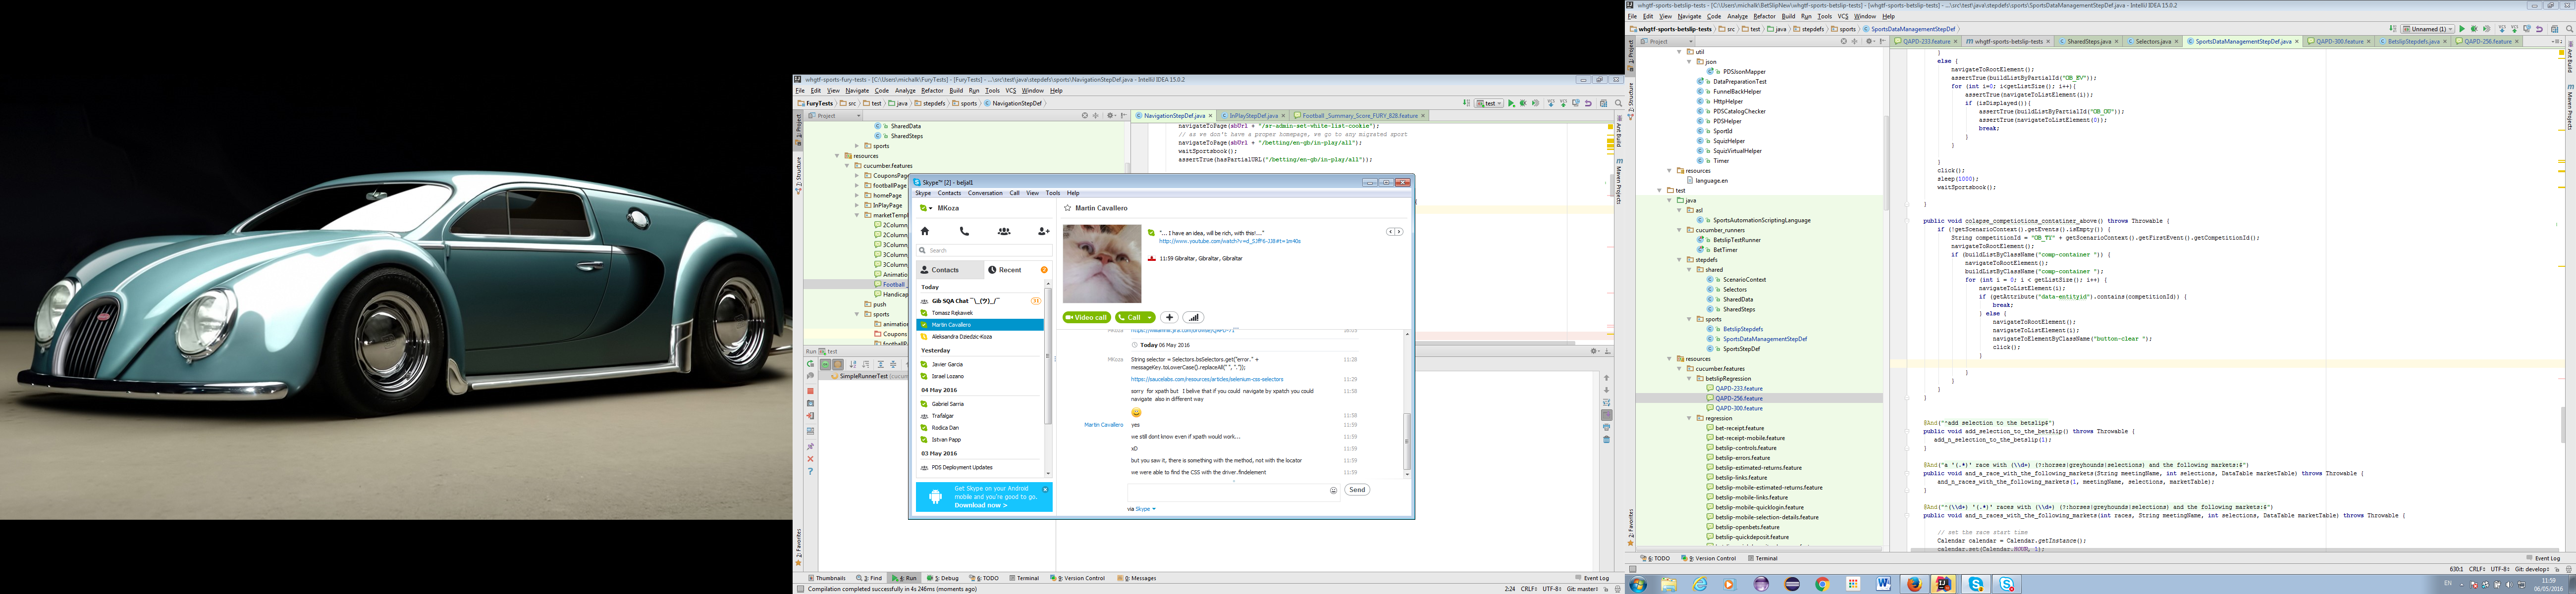 whgtf-sports-fury-tests - [C:\Users\michalk\FuryTests] - [FuryTests] - ...\src\test\java\stepdefs\sports\NavigationStepDef.java - IntelliJ IDEA 15.0.2
File Edit View Navigate Code Analyze Refactor Build Run Tools VCS Window Help
FuryTests src test java stepdefs sports NavigationStepDef
test
Project
NavigationStepDef.java
InPlayStepDef.java
Football _Summary_Score_FURY_828.feature
SharedData
SharedSteps
sports
resources
cucumber.features
CouponsPage
footballPage
homePage
InPlayPage
marketTempl
2Column
2Column
3Column
3Column
3Column
Animation
Football _
Handicap
push
sports
animation
Coupons
navigateToPage(abUrl + "/sr-admin-set-white-list-cookie");
// as we don't have a proper homepage, we go to any migrated sport
navigateToPage(abUrl + "/betting/en-gb/in-play/all");
waitSportsbook();
assertTrue(hasPartialURL("/betting/en-gb/in-play/all"));
Run test
SimpleRunnerTest
Thumbnails 3: Find 4: Run 5: Debug 6: TODO Terminal 9: Version Control 0: Messages Event Log
Compilation completed successfully in 4s 246ms (moments ago)
2:24 CRLF UTF-8 Git: master
Skype™ [2] - beljal1
Skype Contacts Conversation Call View Tools Help
MKoza
Search
Contacts Recent
Today
Gib SQA Chat ¯\_(ツ)_/¯
Tomasz Rękawek
Martin Cavallero
Aleksandra Dziedzic-Koza
Yesterday
Javier Garcia
Israel Lozano
04 May 2016
Gabriel Sarria
Trafalgar
Rodica Dan
Istvan Papp
03 May 2016
PDS Deployment Updates
Get Skype on your Android
mobile and you're good to go.
Download now >
Martin Cavallero
"... I have an idea, will be rich, with this!..."
http://www.youtube.com/watch?v=d_SIff6-J38#t=1m40s
11:59 Gibraltar, Gibraltar, Gibraltar
Video call Call
Today 06 May 2016
MKoza String selector = Selectors.bsSelectors.get("error." + 11:28
messageKey.toLowerCase().replaceAll(" ", "."));
https://saucelabs.com/resources/articles/selenium-css-selectors 11:29
sorry for xpath but I belive that if you could navigate by xpatch you could 11:58
navigate also in different way
11:58
Martin Cavallero yes 11:59
we still dont know even if xpath would work... 11:59
xD 11:59
but you saw it, there is something with the method, not with the locator 11:59
we were able to find the CSS with the driver.findelement 11:59
Send
via Skype
whgtf-sports-betslip-tests - [C:\Users\michalk\BetSlipNew\whgtf-sports-betslip-tests] - [whgtf-sports-betslip-tests] - ...\src\test\java\stepdefs\sports\SportsDataManagementStepDef.java - IntelliJ IDEA 15.0.2
File Edit View Navigate Code Analyze Refactor Build Run Tools VCS Window Help
whgtf-sports-betslip-tests src test java stepdefs sports SportsDataManagementStepDef
Unnamed (1)
Project
QAPD-233.feature
whgtf-sports-betslip-tests
SharedSteps.java
Selectors.java
SportsDataManagementStepDef.java
QAPD-300.feature
BetslipStepdefs.java
QAPD-256.feature
util
json
PDSJsonMapper
DataPreparationTest
FunnelBackHelper
HttpHelper
PDSCatalogChecker
PDSHelper
SportId
SquizHelper
SquizVirtualHelper
Timer
resources
language.en
test
java
asl
SportsAutomationScriptingLanguage
cucumber_runners
BetslipTestRunner
BetTimer
stepdefs
shared
ScenarioContext
Selectors
SharedData
SharedSteps
sports
BetslipStepdefs
SportsDataManagementStepDef
SportsStepDef
resources
cucumber.features
betslipRegression
QAPD-233.feature
QAPD-256.feature
QAPD-300.feature
regression
bet-receipt.feature
bet-receipt-mobile.feature
betslip-controls.feature
betslip-errors.feature
betslip-estimated-returns.feature
betslip-links.feature
betslip-mobile-estimated-returns.feature
betslip-mobile-links.feature
betslip-mobile-quicklogin.feature
betslip-mobile-selection-details.feature
betslip-openbets.feature
betslip-quickdeposit.feature
}
else {
navigateToRootElement();
assertTrue(buildListByPartialId("OB_EV"));
for (int i=0; i<getListSize(); i++){
assertTrue(navigateToListElement(i));
if (isDisplayed()){
assertTrue(buildListByPartialId("OB_OU"));
assertTrue(navigateToListElement(0));
break;
}
}
click();
sleep(1000);
waitSportsbook();
}
public void colapse_competictions_contatiner_above() throws Throwable {
if (!getScenarioContext().getEvents().isEmpty()) {
String competitionId = "OB_TY" + getScenarioContext().getFirstEvent().getCompetitionId();
navigateToRootElement();
if (buildListByClassName("comp-container ")) {
navigateToRootElement();
buildListByClassName("comp-container ");
for (int i = 0; i < getListSize(); i++) {
navigateToListElement(i);
if (getAttribute("data-entityid").contains(competitionId)) {
break;
} else {
navigateToRootElement();
navigateToListElement(i);
navigateToElementByClassName("button-clear ");
click();
}
}
}
}
}
@And("^add selection to the betslip$")
public void add_selection_to_the_betslip() throws Throwable {
add_n_selection_to_the_betslip(1);
}
@And("^a '(.*)' race with (\\d+) (?:horses|greyhounds|selections) and the following markets:$")
public void and_a_race_with_the_following_markets(String meetingName, int selections, DataTable marketTable) throws Throwable {
and_n_races_with_the_following_markets(1, meetingName, selections, marketTable);
}
@And("^(\\d+) '(.*)' races with (\\d+) (?:horses|greyhounds|selections) and the following markets:$")
public void and_n_races_with_the_following_markets(int races, String meetingName, int selections, DataTable marketTable) throws Throwable {
// set the race start time
Calendar calendar = Calendar.getInstance();
calendar.set(Calendar.HOUR, 1);
6: TODO 9: Version Control Terminal Event Log
630:1 CRLF UTF-8 Git: develop
EN 11:59
06/05/2016